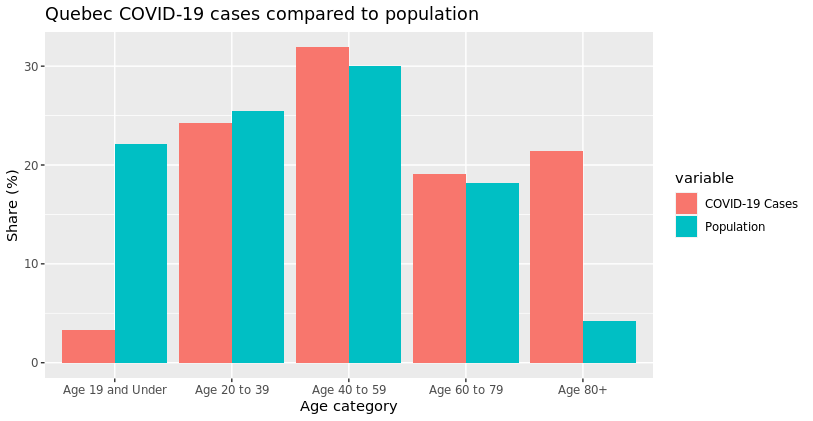 Quebec COVID-19 cases compared to population
30
20
10
0
Share (%)
Age 19 and Under
Age 20 to 39
Age 40 to 59
Age 60 to 79
Age 80+
Age category
variable
COVID-19 Cases
Population